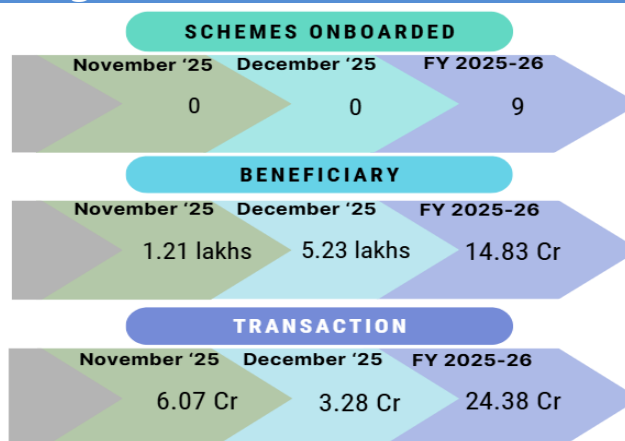 SCHEMES ONBOARDED
November ‘25 December ‘25 FY 2025-26
0 0 9
BENEFICIARY
November ‘25 December ‘25 FY 2025-26
1.21 lakhs 5.23 lakhs 14.83 Cr
TRANSACTION
November ‘25 December ‘25 FY 2025-26
6.07 Cr 3.28 Cr 24.38 Cr